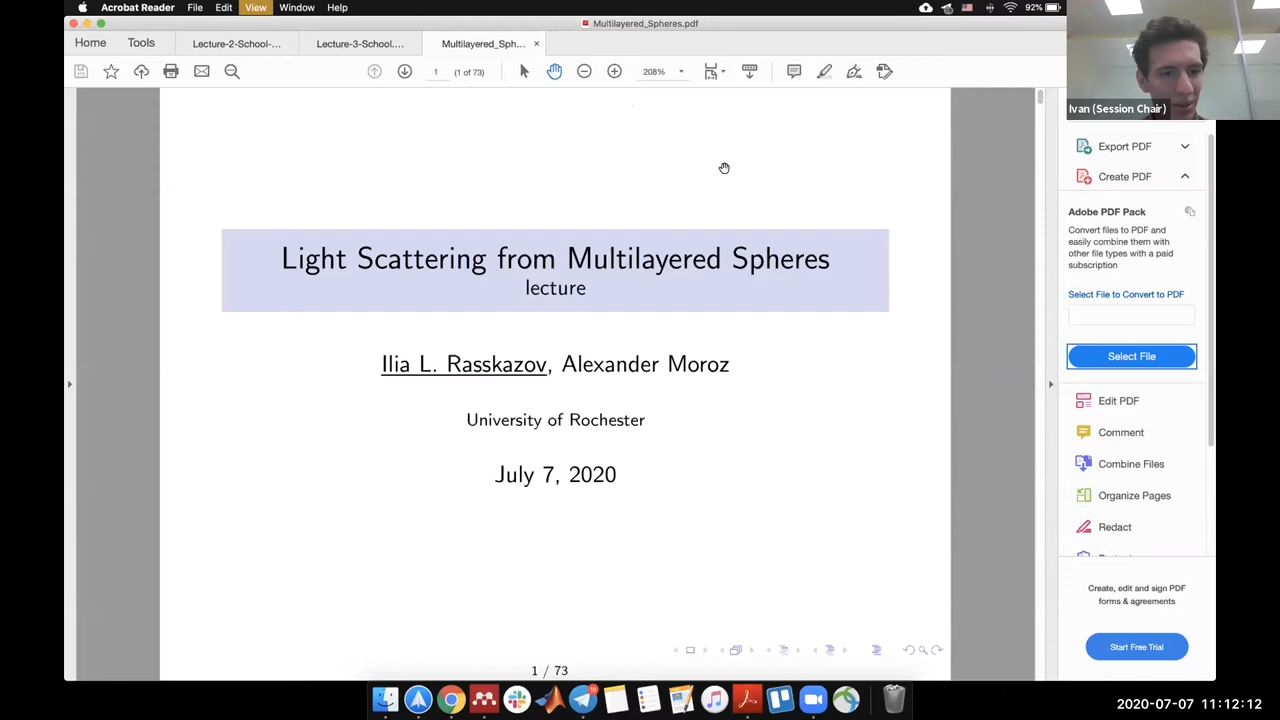 Acrobat Reader File Edit View Window Help 92%
Multilayered_Spheres.pdf
Home Tools Lecture-2-School-... Lecture-3-School.... Multilayered_Sph... ×
1 (1 of 73) 208%
Ivan (Session Chair)
Export PDF
Create PDF
Adobe PDF Pack
Convert files to PDF and
easily combine them with
other file types with a paid
subscription
Select File to Convert to PDF
Select File
Edit PDF
Comment
Combine Files
Organize Pages
Redact
Create, edit and sign PDF
forms & agreements
Start Free Trial
Light Scattering from Multilayered Spheres
lecture
Ilia L. Rasskazov, Alexander Moroz
University of Rochester
July 7, 2020
1 / 73
2020-07-07 11:12:12